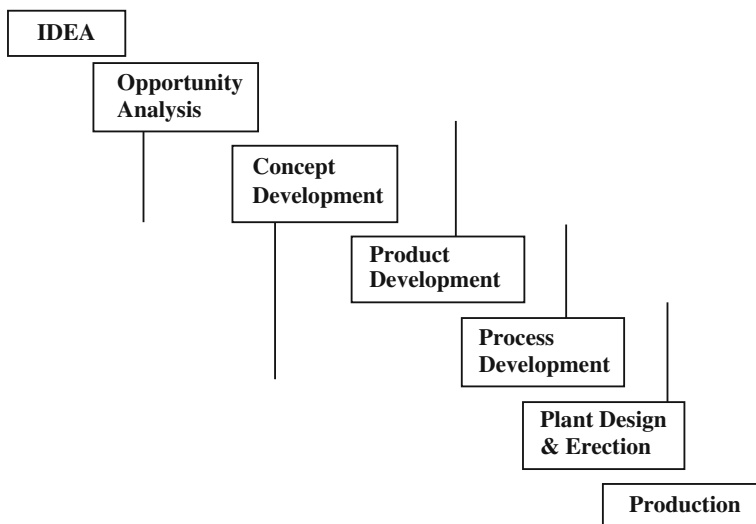 IDEA
Opportunity
Analysis
Concept
Development
Product
Development
Process
Development
Plant Design
& Erection
Production